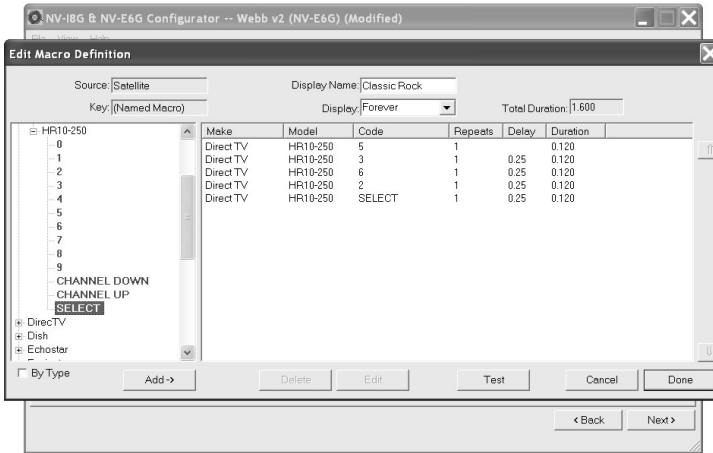 NV-I8G & NV-E6G Configurator -- Webb v2 (NV-E6G) (Modified)
File View Help
Edit Macro Definition
Source: Satellite Display Name: Classic Rock
Key: (Named Macro) Display: Forever Total Duration: 1.600
HR10-250
0
1
2
3
4
5
6
7
8
9
CHANNEL DOWN
CHANNEL UP
SELECT
DirecTV
Dish
Echostar
Make Model Code Repeats Delay Duration
Direct TV HR10-250 5 1 0.120
Direct TV HR10-250 3 1 0.25 0.120
Direct TV HR10-250 6 1 0.25 0.120
Direct TV HR10-250 2 1 0.25 0.120
Direct TV HR10-250 SELECT 1 0.25 0.120
By Type Add-> Delete Edit Test Cancel Done
<Back Next>